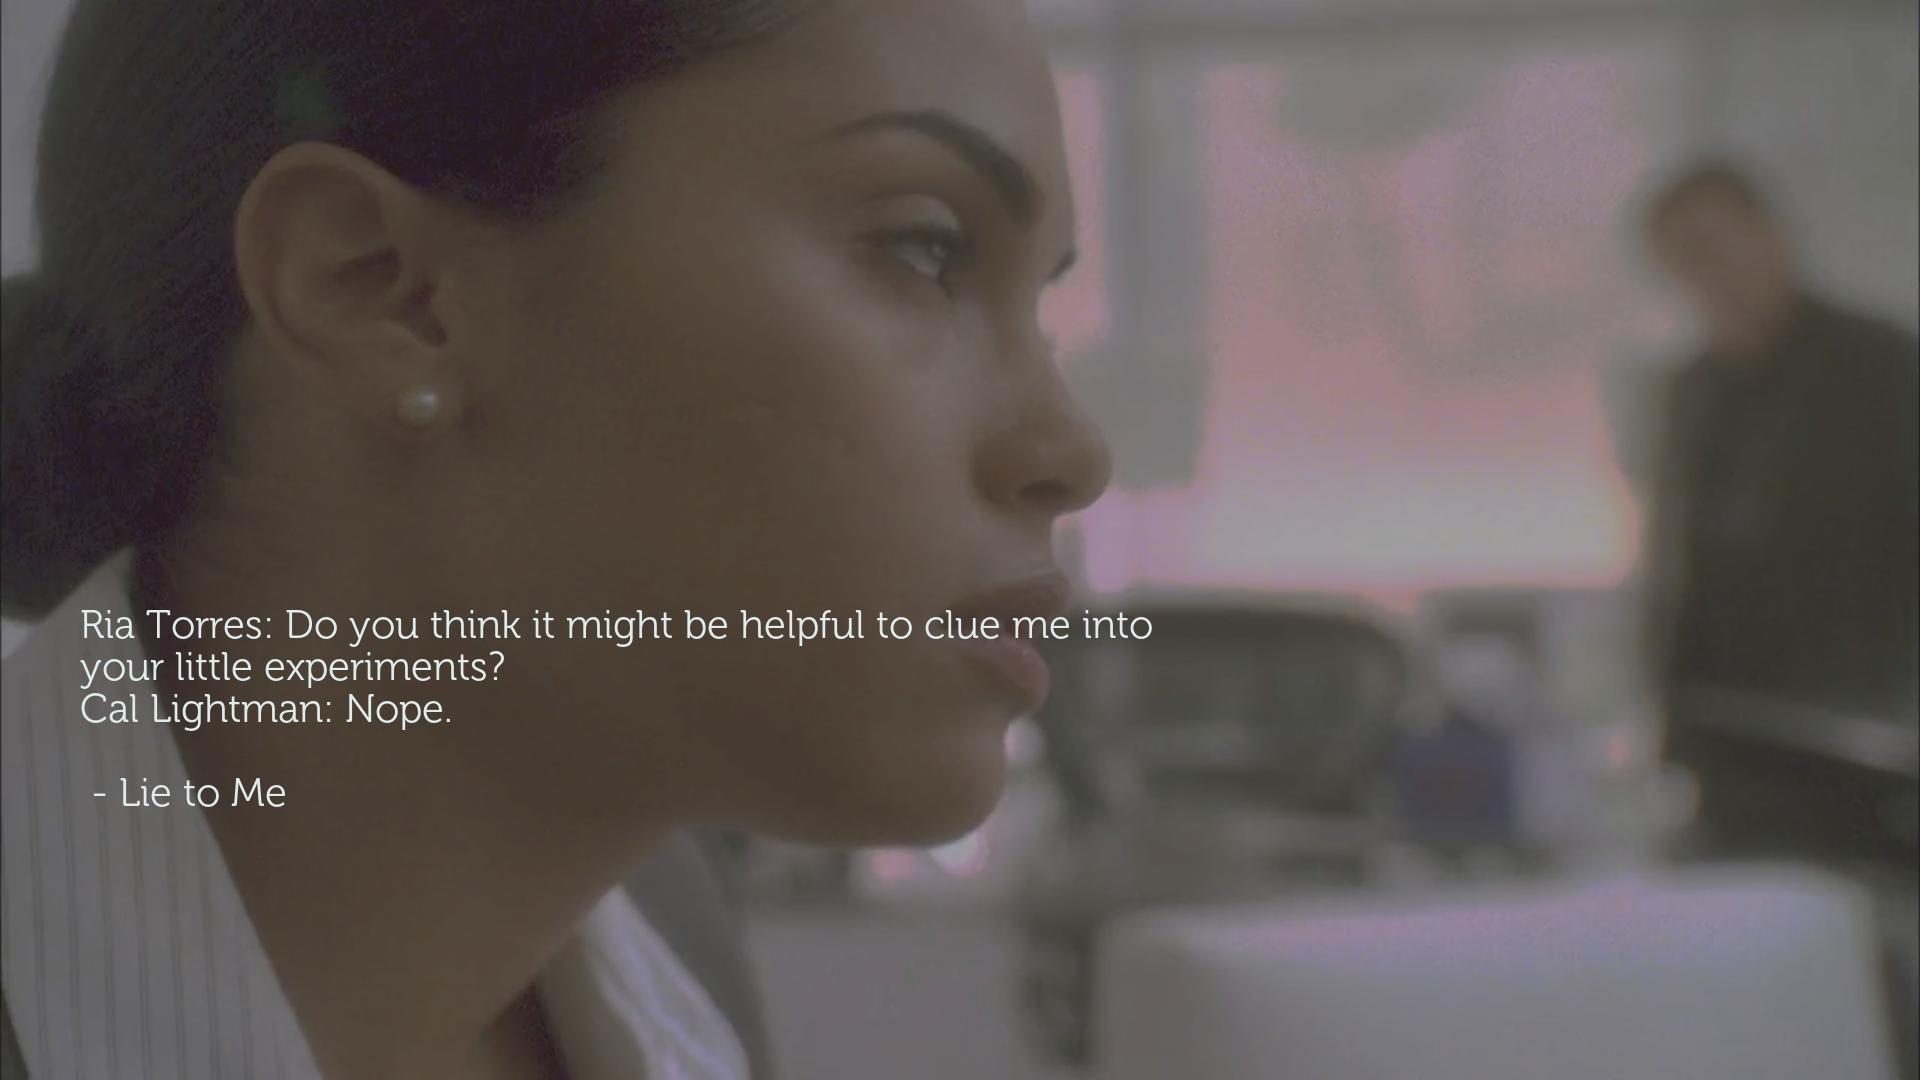 Ria Torres: Do you think it might be helpful to clue me into
your little experiments?
Cal Lightman: Nope.
- Lie to Me